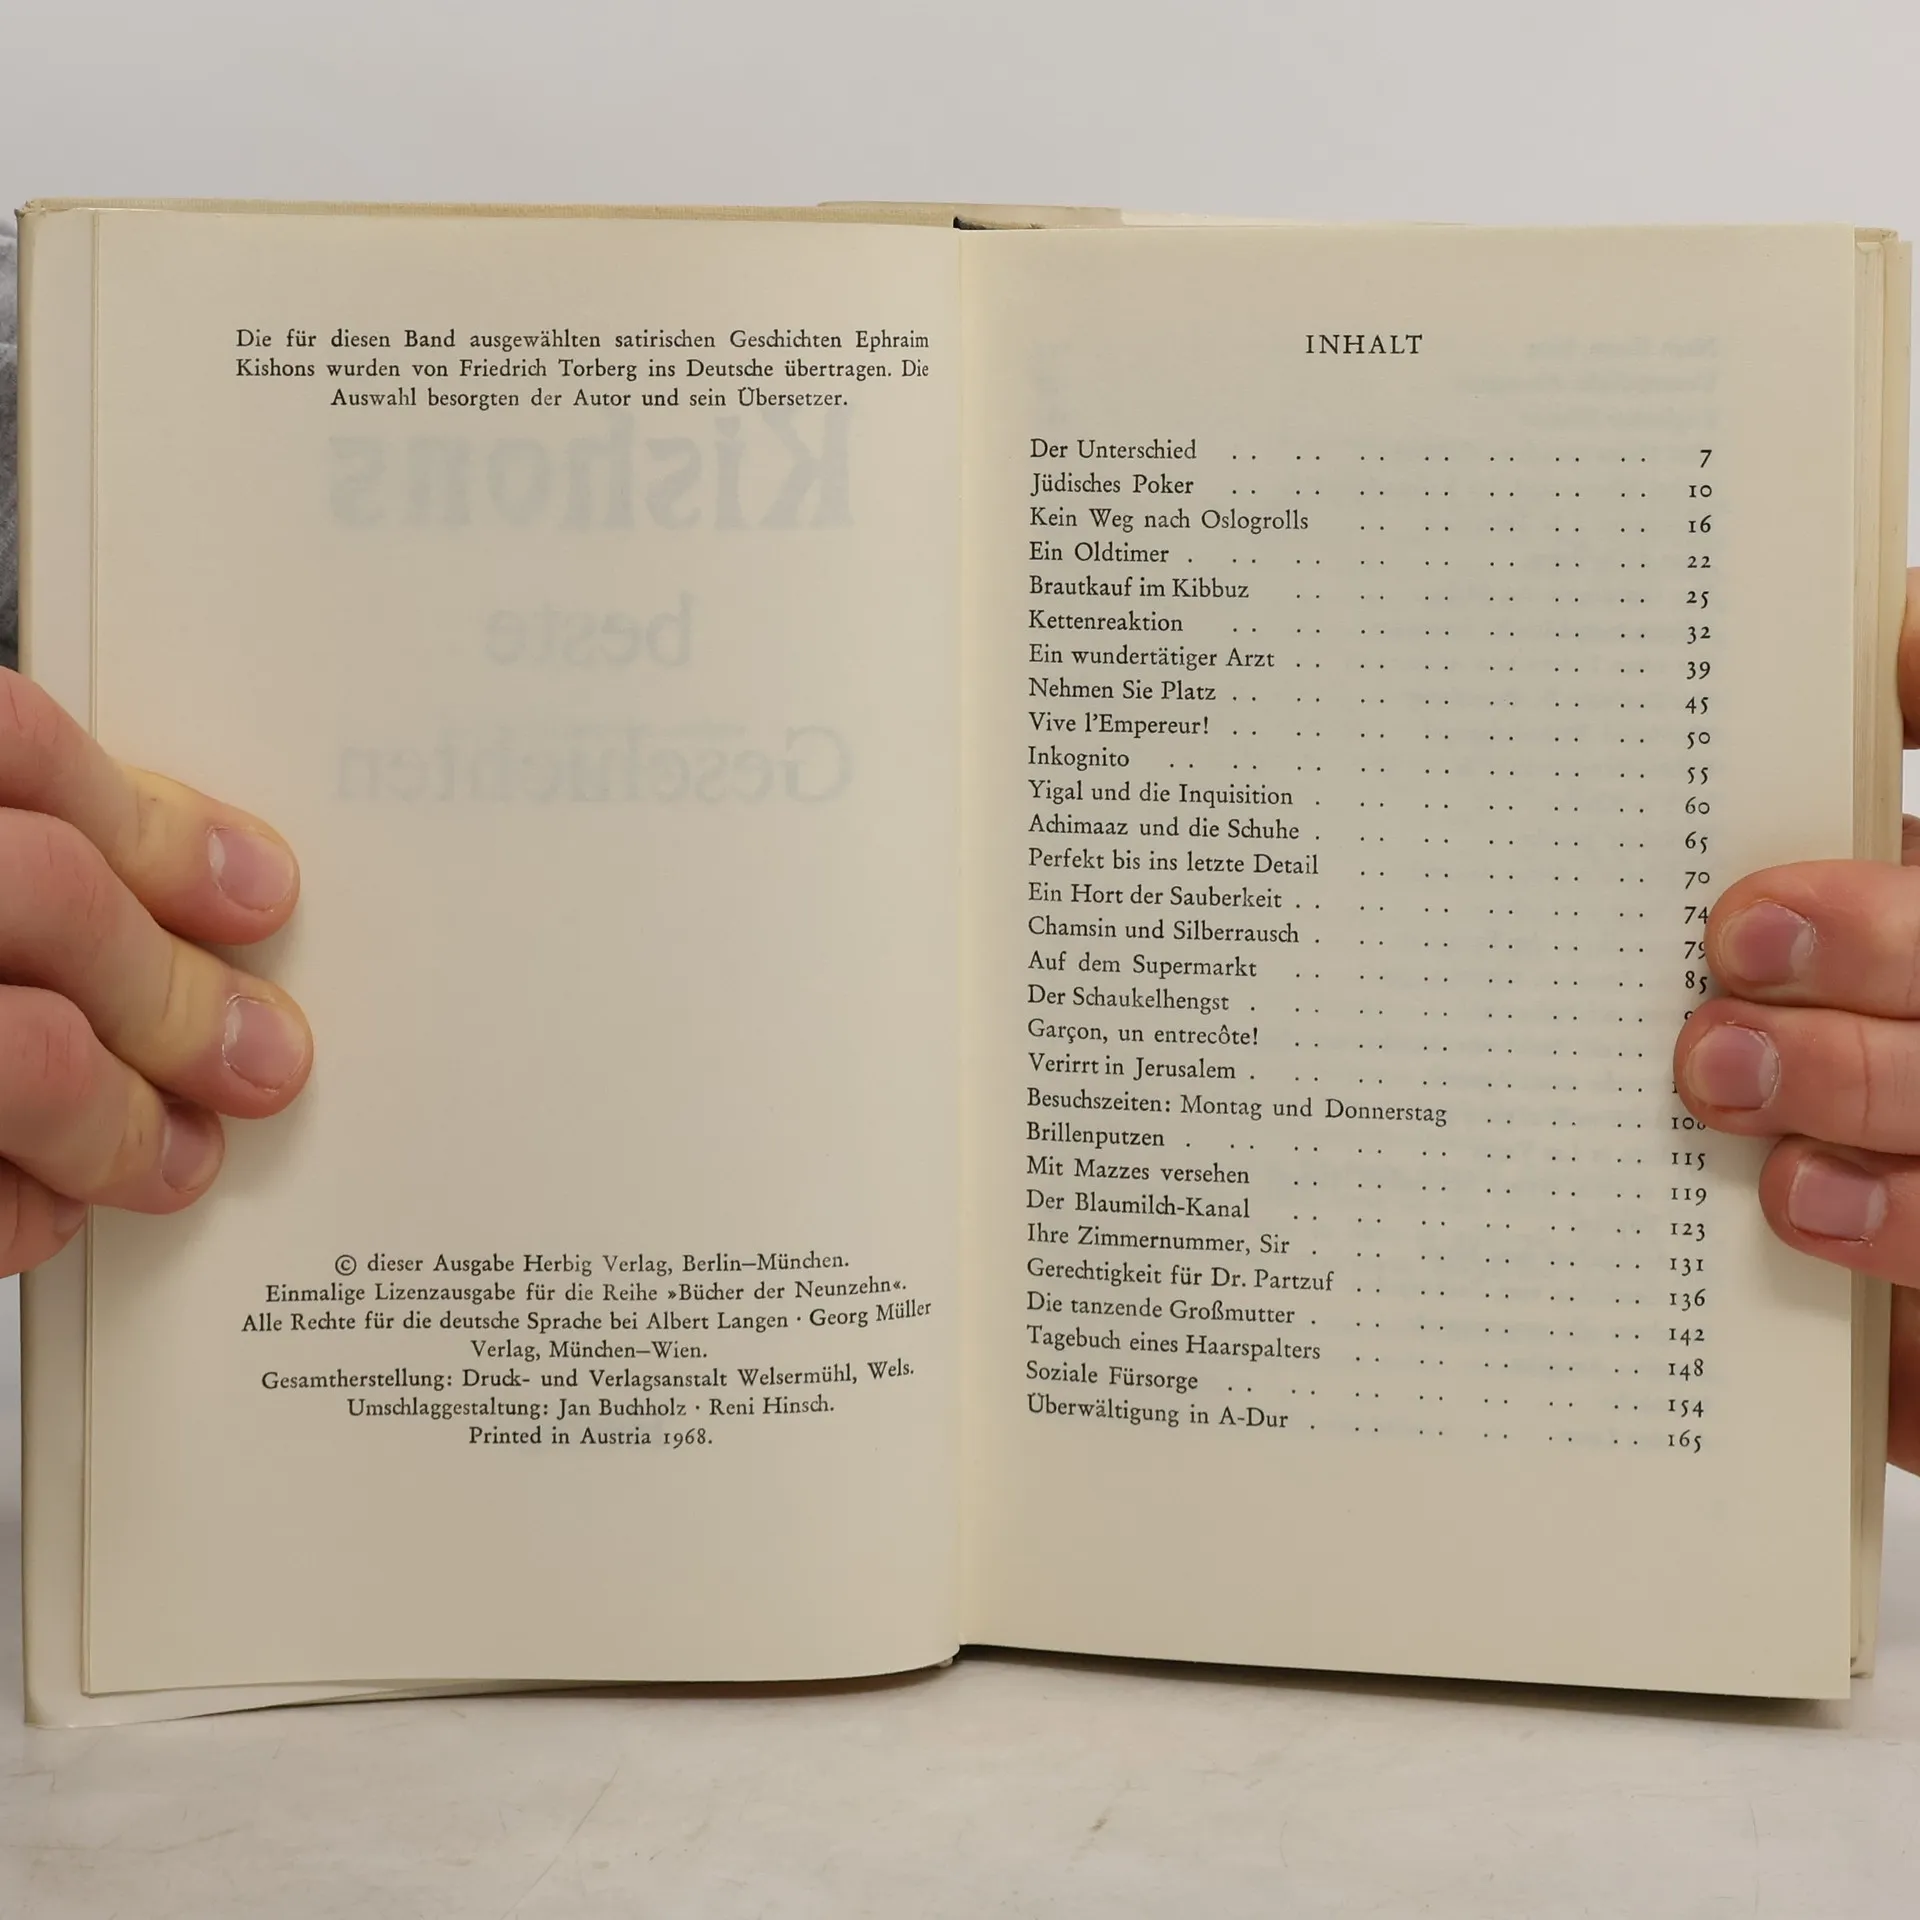 Die für diesen Band ausgewählten satirischen Geschichten Ephraim
Kishons wurden von Friedrich Torberg ins Deutsche übertragen. Die
Auswahl besorgten der Autor und sein Übersetzer.
Kishons
beste
Geschichten
© dieser Ausgabe Herbig Verlag, Berlin—München.
Einmalige Lizenzausgabe für die Reihe »Bücher der Neunzehn«.
Alle Rechte für die deutsche Sprache bei Albert Langen · Georg Müller
Verlag, München—Wien.
Gesamtherstellung: Druck- und Verlagsanstalt Welsermühl, Wels.
Umschlaggestaltung: Jan Buchholz · Reni Hinsch.
Printed in Austria 1968.
INHALT
Der Unterschied . . . . . . . . . . . . . . 7
Jüdisches Poker . . . . . . . . . . . . . . 10
Kein Weg nach Oslogrolls . . . . . . . . . . 16
Ein Oldtimer . . . . . . . . . . . . . . . 22
Brautkauf im Kibbuz . . . . . . . . . . . . 25
Kettenreaktion . . . . . . . . . . . . . . 32
Ein wundertätiger Arzt . . . . . . . . . . . . 39
Nehmen Sie Platz . . . . . . . . . . . . . . 45
Vive l'Empereur! . . . . . . . . . . . . . . 50
Inkognito . . . . . . . . . . . . . . . . 55
Yigal und die Inquisition . . . . . . . . . . . 60
Achimaaz und die Schuhe . . . . . . . . . . . 65
Perfekt bis ins letzte Detail . . . . . . . . . . 70
Ein Hort der Sauberkeit . . . . . . . . . . . . 74
Chamsin und Silberrausch . . . . . . . . . . . 79
Auf dem Supermarkt . . . . . . . . . . . . 85
Der Schaukelhengst . . . . . . . . . . . . .
Garçon, un entrecôte! . . . . . . . . . . . .
Verirrt in Jerusalem . . . . . . . . . . . . .
Besuchszeiten: Montag und Donnerstag . . . . . .
Brillenputzen . . . . . . . . . . . . . . . 115
Mit Mazzes versehen . . . . . . . . . . . . 119
Der Blaumilch-Kanal . . . . . . . . . . . . 123
Ihre Zimmernummer, Sir . . . . . . . . . . . 131
Gerechtigkeit für Dr. Partzuf . . . . . . . . . . 136
Die tanzende Großmutter . . . . . . . . . . . 142
Tagebuch eines Haarspalters . . . . . . . . . . 148
Soziale Fürsorge . . . . . . . . . . . . . . 154
Überwältigung in A-Dur . . . . . . . . . . . 165